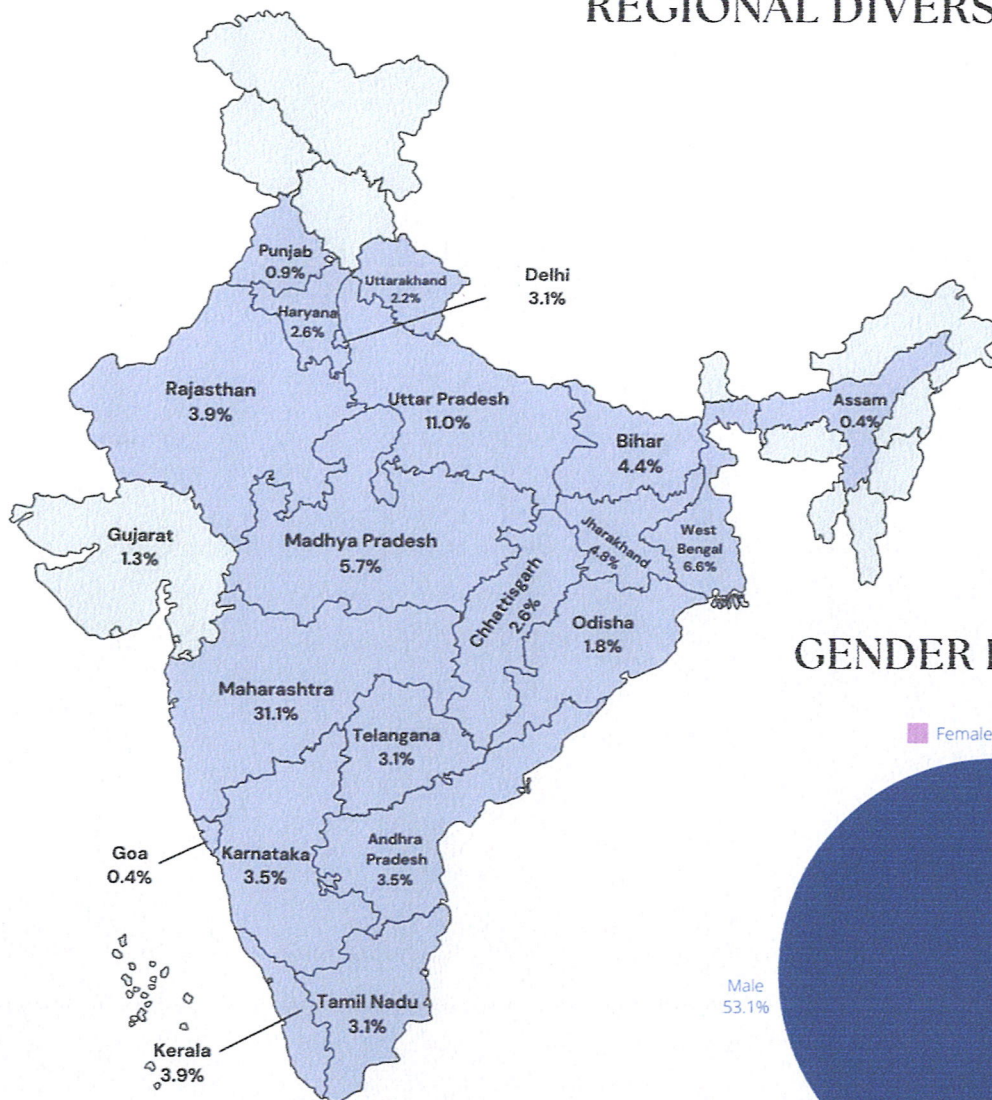 REGIONAL DIVERS
Punjab
0.9%
Uttarakhand
2.2%
Delhi
3.1%
Haryana
2.6%
Rajasthan
3.9%
Uttar Pradesh
11.0%
Assam
0.4%
Bihar
4.4%
Gujarat
1.3%
Madhya Pradesh
5.7%
Jharakhand
4.8%
West
Bengal
6.6%
Chhattisgarh
2.6%
Odisha
1.8%
GENDER
Maharashtra
31.1%
Telangana
3.1%
Female
Goa
0.4%
Karnataka
3.5%
Andhra
Pradesh
3.5%
Male
53.1%
Tamil Nadu
3.1%
Kerala
3.9%